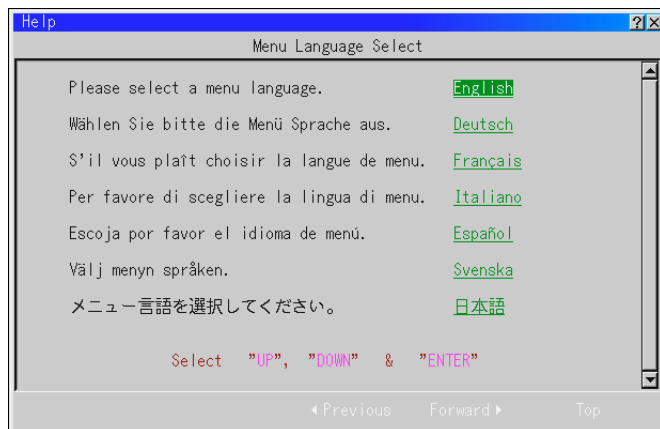 Help
Menu Language Select
Please select a menu language. English
Wählen Sie bitte die Menü Sprache aus. Deutsch
S'il vous plaît choisir la langue de menu. Français
Per favore di scegliere la lingua di menu. Italiano
Escoja por favor el idioma de menú. Español
Välj menyn språken. Svenska
メニュー言語を選択してください。 日本語
Select "UP", "DOWN" & "ENTER"
Previous Forward Top